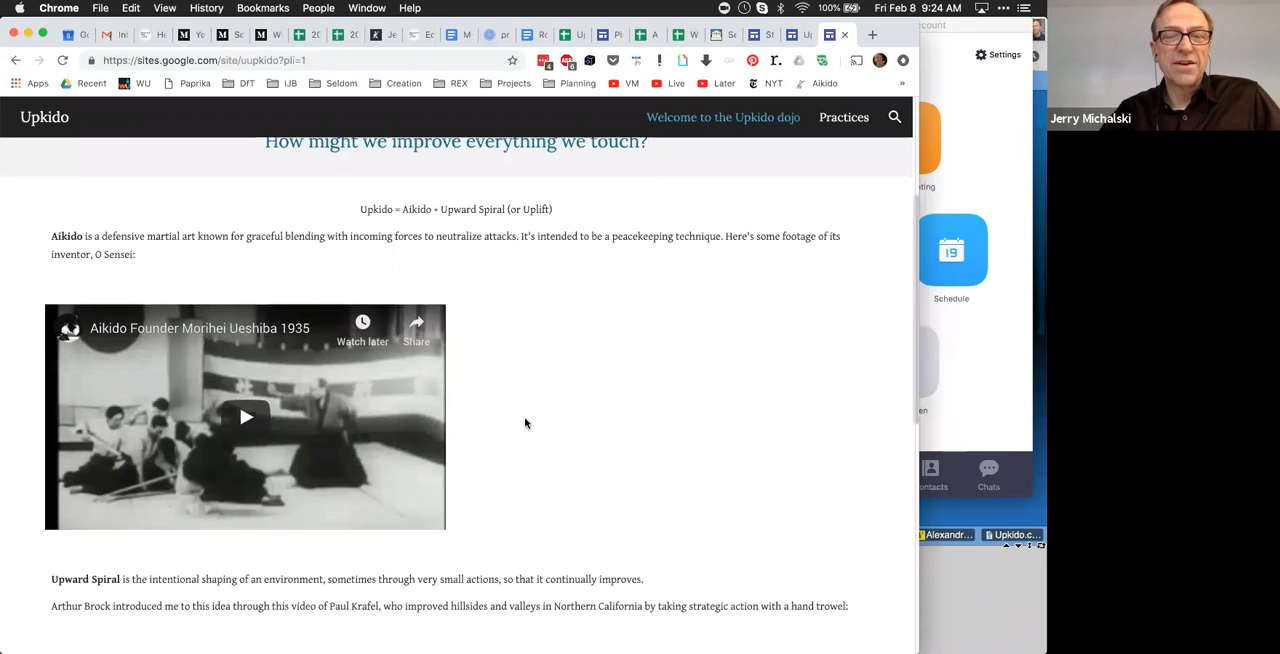 Chrome File Edit View History Bookmarks People Window Help 100% Fri Feb 8 9:24 AM
https://sites.google.com/site/uupkido?pli=1
Apps Recent WU Paprika DfT IJB Seldom Creation REX Projects Planning VM Live Later NYT Aikido »
Settings
Upkido Welcome to the Upkido dojo Practices
Jerry Michalski
How might we improve everything we touch?
Upkido = Aikido + Upward Spiral (or Uplift)
Aikido is a defensive martial art known for graceful blending with incoming forces to neutralize attacks. It's intended to be a peacekeeping technique. Here's some footage of its
inventor, O Sensei:
19
Schedule
Aikido Founder Morihei Ueshiba 1935
Watch later Share
Chats
Alexandr... Upkido.c...
Upward Spiral is the intentional shaping of an environment, sometimes through very small actions, so that it continually improves.
Arthur Brock introduced me to this idea through this video of Paul Krafel, who improved hillsides and valleys in Northern California by taking strategic action with a hand trowel: